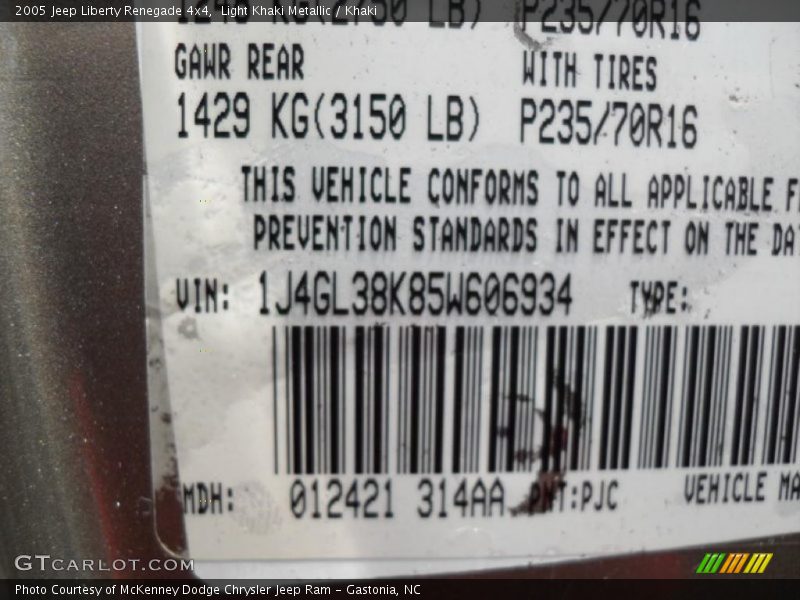 2005 Jeep Liberty Renegade 4x4, Light Khaki Metallic / Khaki
P235/70R16
GAWR REAR WITH TIRES
1429 KG(3150 LB) P235/70R16
THIS VEHICLE CONFORMS TO ALL APPLICABLE
PREVENTION STANDARDS IN EFFECT ON THE
VIN: 1J4GL38K85W606934 TYPE:
MDH: 012421 314AA PNT:PJC VEHICLE
GTCARLOT.COM
Photo Courtesy of McKenney Dodge Chrysler Jeep Ram - Gastonia, NC